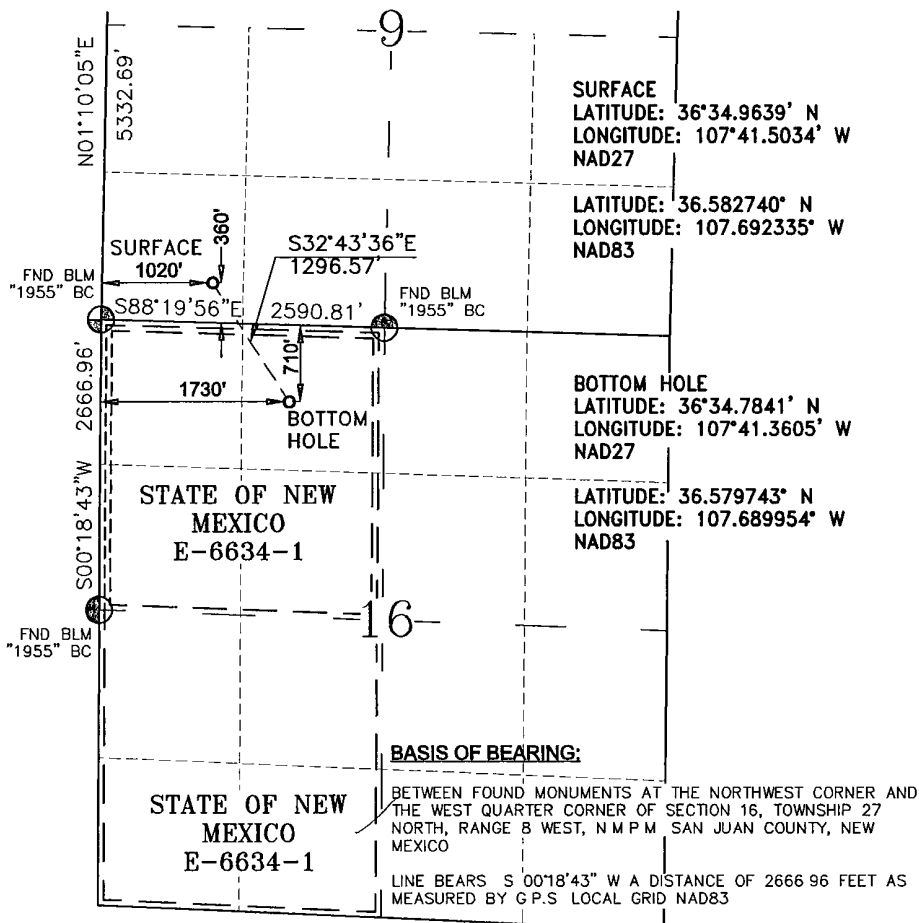 9
N01°10'05"E
5332.69'
SURFACE
LATITUDE: 36°34.9639' N
LONGITUDE: 107°41.5034' W
NAD27
LATITUDE: 36.582740° N
LONGITUDE: 107.692335° W
NAD83
SURFACE
1020'
360'
S32°43'36"E
1296.57'
FND BLM
"1955" BC
S88°19'56"E 2590.81'
FND BLM
"1955" BC
2666.96'
S00°18'43"W
710'
1730'
BOTTOM
HOLE
BOTTOM HOLE
LATITUDE: 36°34.7841' N
LONGITUDE: 107°41.3605' W
NAD27
LATITUDE: 36.579743° N
LONGITUDE: 107.689954° W
NAD83
STATE OF NEW
MEXICO
E-6634-1
16
FND BLM
"1955" BC
BASIS OF BEARING:
BETWEEN FOUND MONUMENTS AT THE NORTHWEST CORNER AND
THE WEST QUARTER CORNER OF SECTION 16, TOWNSHIP 27
NORTH, RANGE 8 WEST, N M P M SAN JUAN COUNTY, NEW
MEXICO
LINE BEARS S 00°18'43" W A DISTANCE OF 2666 96 FEET AS
MEASURED BY G P.S LOCAL GRID NAD83
STATE OF NEW
MEXICO
E-6634-1